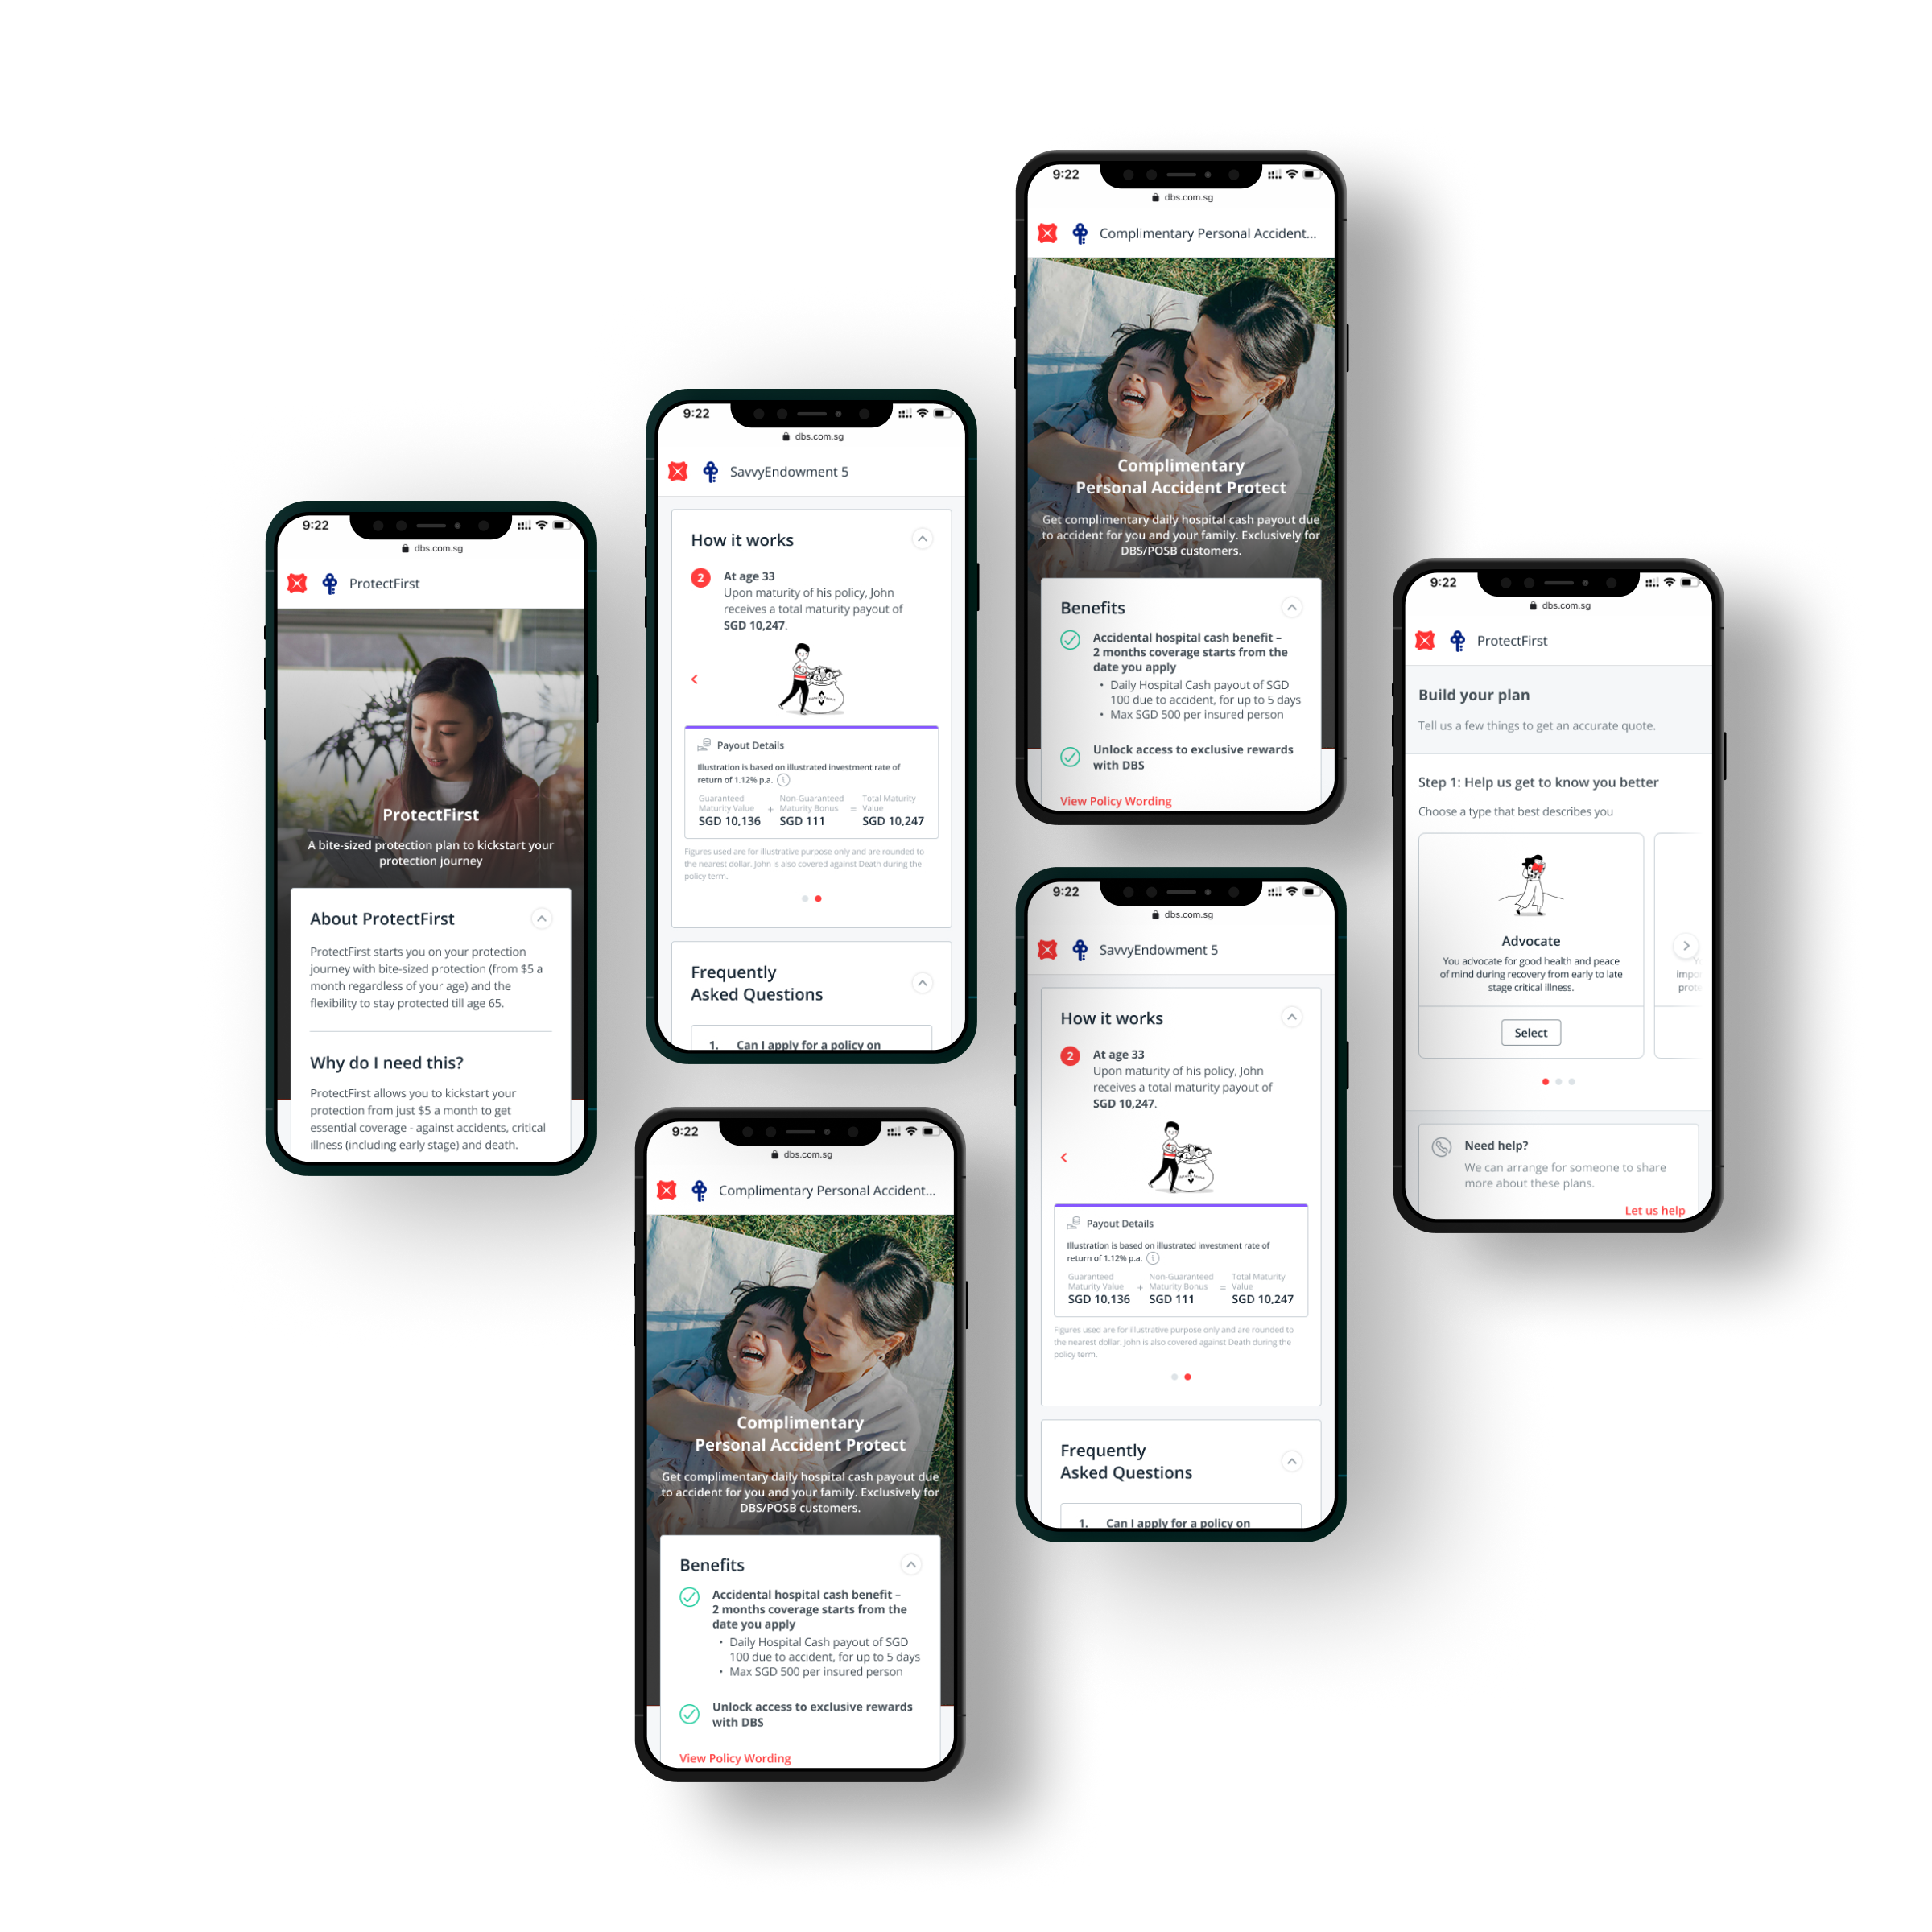 9:22
dbs.com.sg
ProtectFirst
ProtectFirst
A bite-sized protection plan to kickstart your
protection journey
About ProtectFirst
ProtectFirst starts you on your protection
journey with bite-sized protection (from $5 a
month regardless of your age) and the
flexibility to stay protected till age 65.
Why do I need this?
ProtectFirst allows you to kickstart your
protection from just $5 a month to get
essential coverage - against accidents, critical
illness (including early stage) and death.
9:22
dbs.com.sg
SavvyEndowment 5
How it works
2 At age 33
Upon maturity of his policy, John
receives a total maturity payout of
SGD 10,247.
Payout Details
Illustration is based on illustrated investment rate of
return of 1.12% p.a. i
Guaranteed Maturity Value + Non-Guaranteed Maturity Bonus = Total Maturity Value
SGD 10,136 SGD 111 SGD 10,247
Figures used are for illustrative purpose only and are rounded to
the nearest dollar. John is also covered against Death during the
policy term.
Frequently
Asked Questions
1. Can I apply for a policy on
9:22
dbs.com.sg
Complimentary Personal Accident...
Complimentary
Personal Accident Protect
Get complimentary daily hospital cash payout due
to accident for you and your family. Exclusively for
DBS/POSB customers.
Benefits
Accidental hospital cash benefit –
2 months coverage starts from the
date you apply
• Daily Hospital Cash payout of SGD
100 due to accident, for up to 5 days
• Max SGD 500 per insured person
Unlock access to exclusive rewards
with DBS
View Policy Wording
9:22
dbs.com.sg
Complimentary Personal Accident...
Complimentary
Personal Accident Protect
Get complimentary daily hospital cash payout due
to accident for you and your family. Exclusively for
DBS/POSB customers.
Benefits
Accidental hospital cash benefit –
2 months coverage starts from the
date you apply
• Daily Hospital Cash payout of SGD
100 due to accident, for up to 5 days
• Max SGD 500 per insured person
Unlock access to exclusive rewards
with DBS
View Policy Wording
9:22
dbs.com.sg
SavvyEndowment 5
How it works
2 At age 33
Upon maturity of his policy, John
receives a total maturity payout of
SGD 10,247.
Payout Details
Illustration is based on illustrated investment rate of
return of 1.12% p.a. i
Guaranteed Maturity Value + Non-Guaranteed Maturity Bonus = Total Maturity Value
SGD 10,136 SGD 111 SGD 10,247
Figures used are for illustrative purpose only and are rounded to
the nearest dollar. John is also covered against Death during the
policy term.
Frequently
Asked Questions
1. Can I apply for a policy on
9:22
dbs.com.sg
ProtectFirst
Build your plan
Tell us a few things to get an accurate quote.
Step 1: Help us get to know you better
Choose a type that best describes you
Advocate
You advocate for good health and peace
of mind during recovery from early to late
stage critical illness.
Select
Need help?
We can arrange for someone to share
more about these plans.
Let us help